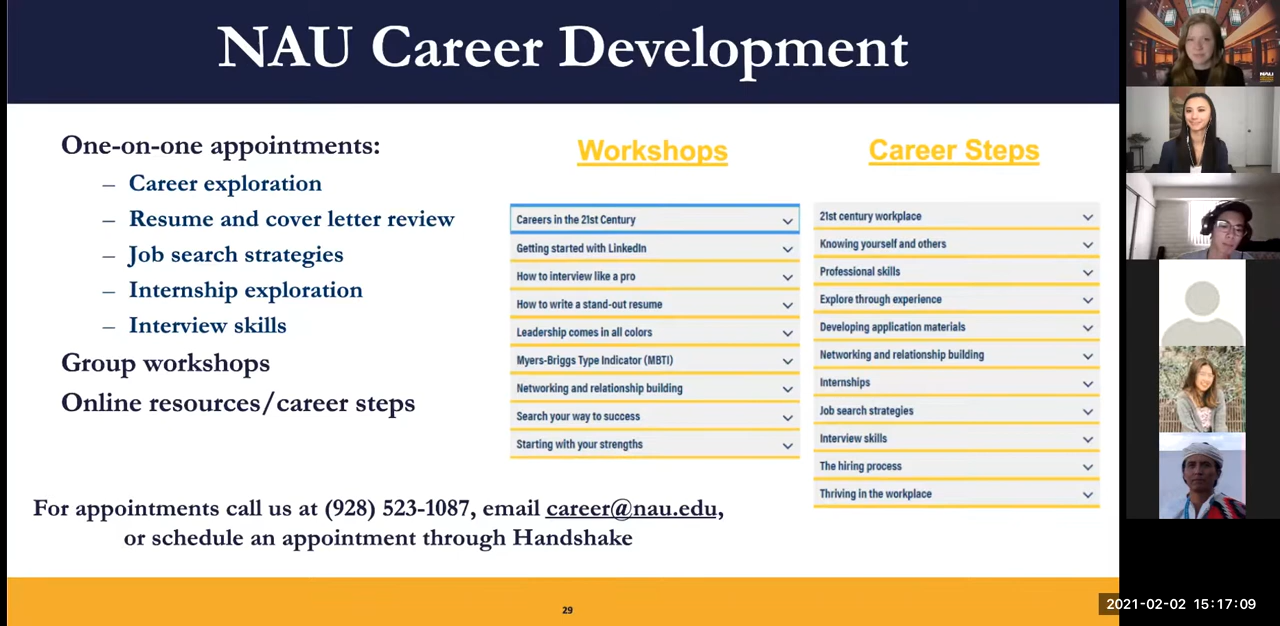 NAU Career Development
One-on-one appointments:
– Career exploration
– Resume and cover letter review
– Job search strategies
– Internship exploration
– Interview skills
Group workshops
Online resources/career steps
Workshops
Careers in the 21st Century
Getting started with LinkedIn
How to interview like a pro
How to write a stand-out resume
Leadership comes in all colors
Myers-Briggs Type Indicator (MBTI)
Networking and relationship building
Search your way to success
Starting with your strengths
Career Steps
21st century workplace
Knowing yourself and others
Professional skills
Explore through experience
Developing application materials
Networking and relationship building
Internships
Job search strategies
Interview skills
The hiring process
Thriving in the workplace
For appointments call us at (928) 523-1087, email career@nau.edu,
or schedule an appointment through Handshake
29
NAU
2021-02-02 15:17:09